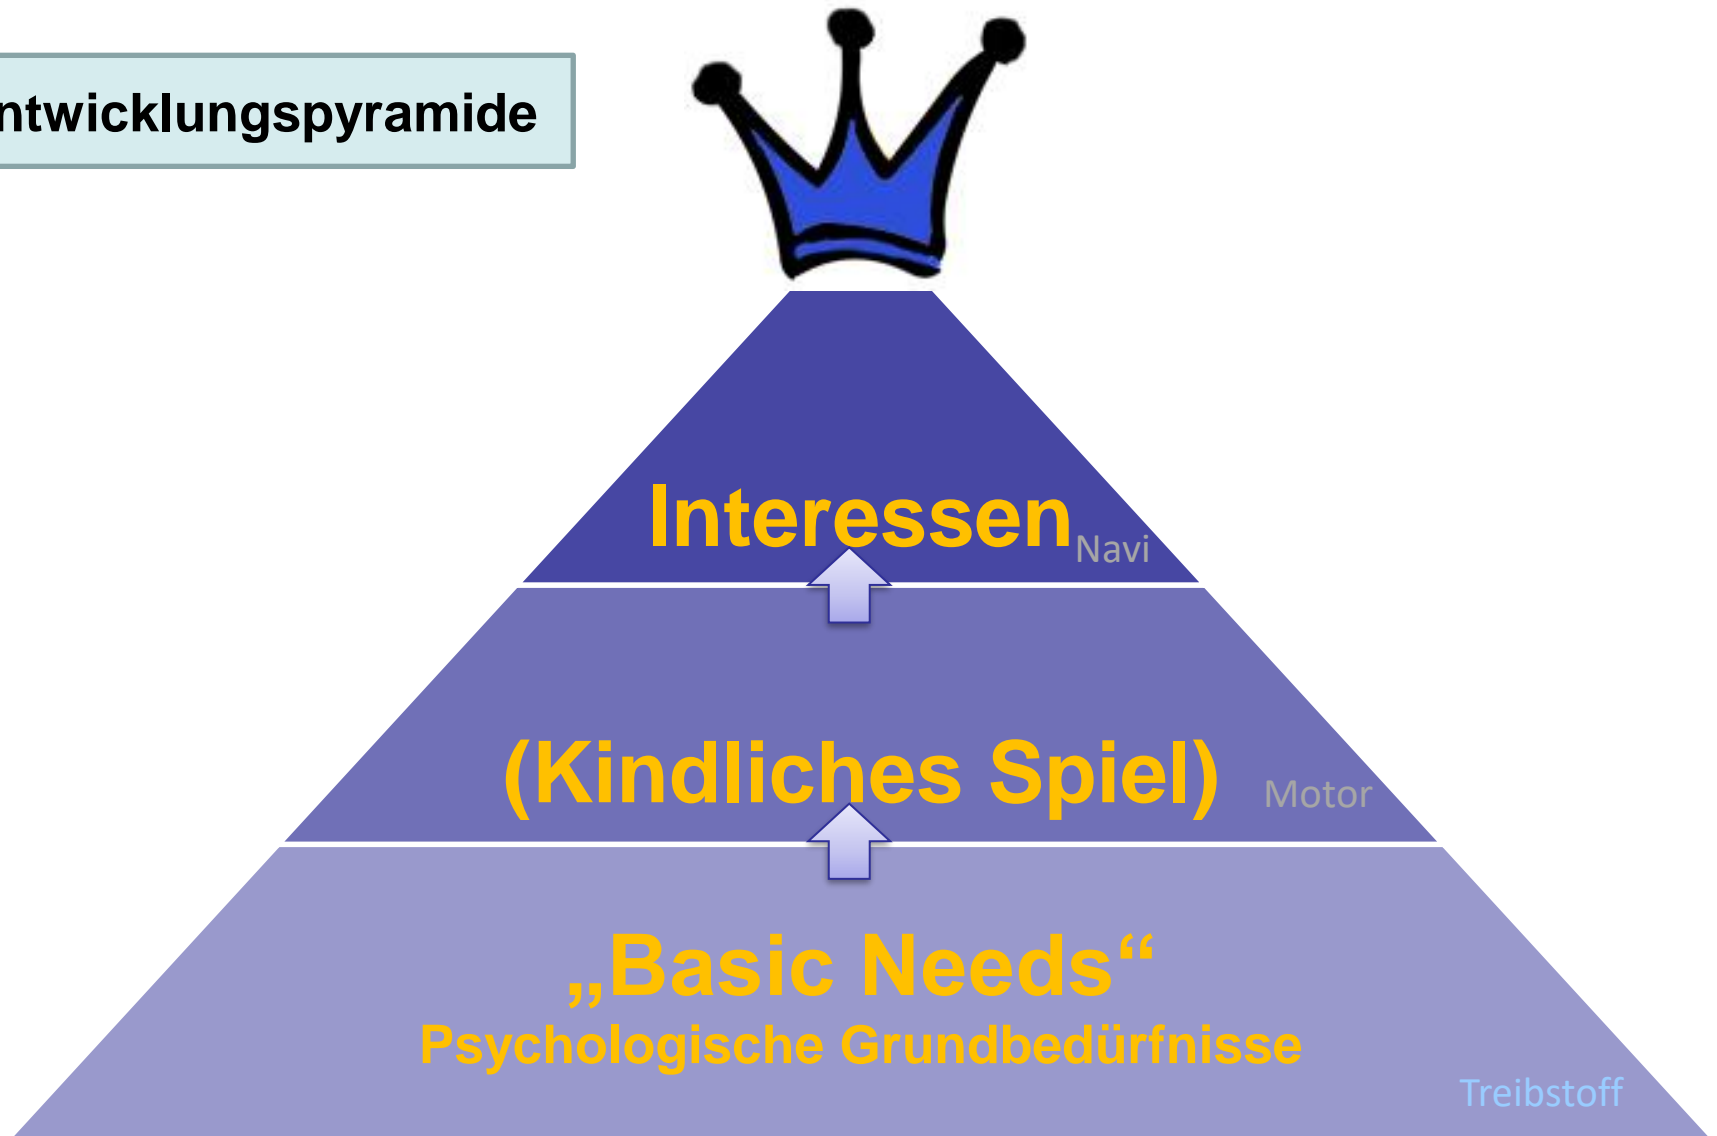 ntwicklungspyramide
Interessen
Navi
(Kindliches Spiel)
Motor
„Basic Needs“
Psychologische Grundbedürfnisse
Treibstoff